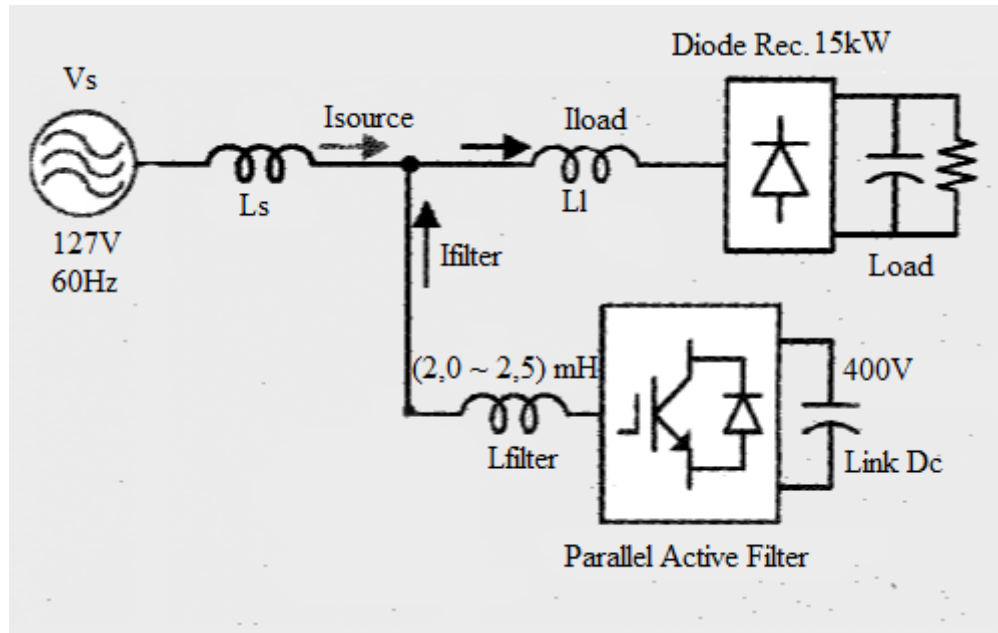 Diode Rec. 15kW
Vs
Isource
Iload
Ls
Ll
127V
60Hz
Ifilter
Load
(2,0 ~ 2,5) mH
400V
Lfilter
Link Dc
Parallel Active Filter